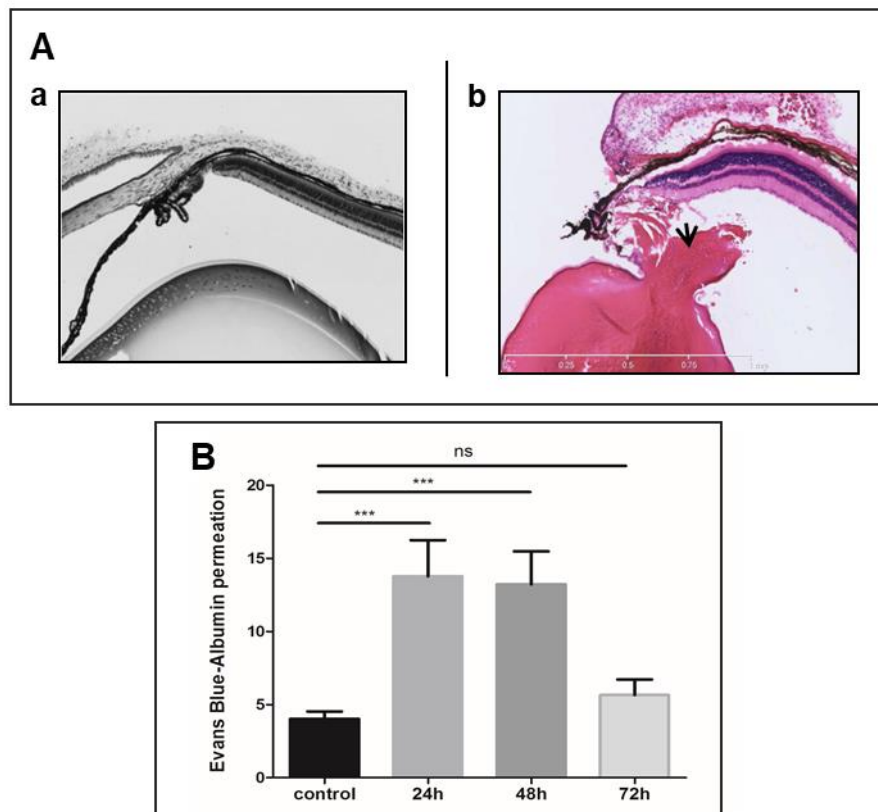 A
a
b
0.25 0.5 0.75
B
ns
***
***
Evans Blue-Albumin permeation
20
15
10
5
0
control 24h 48h 72h